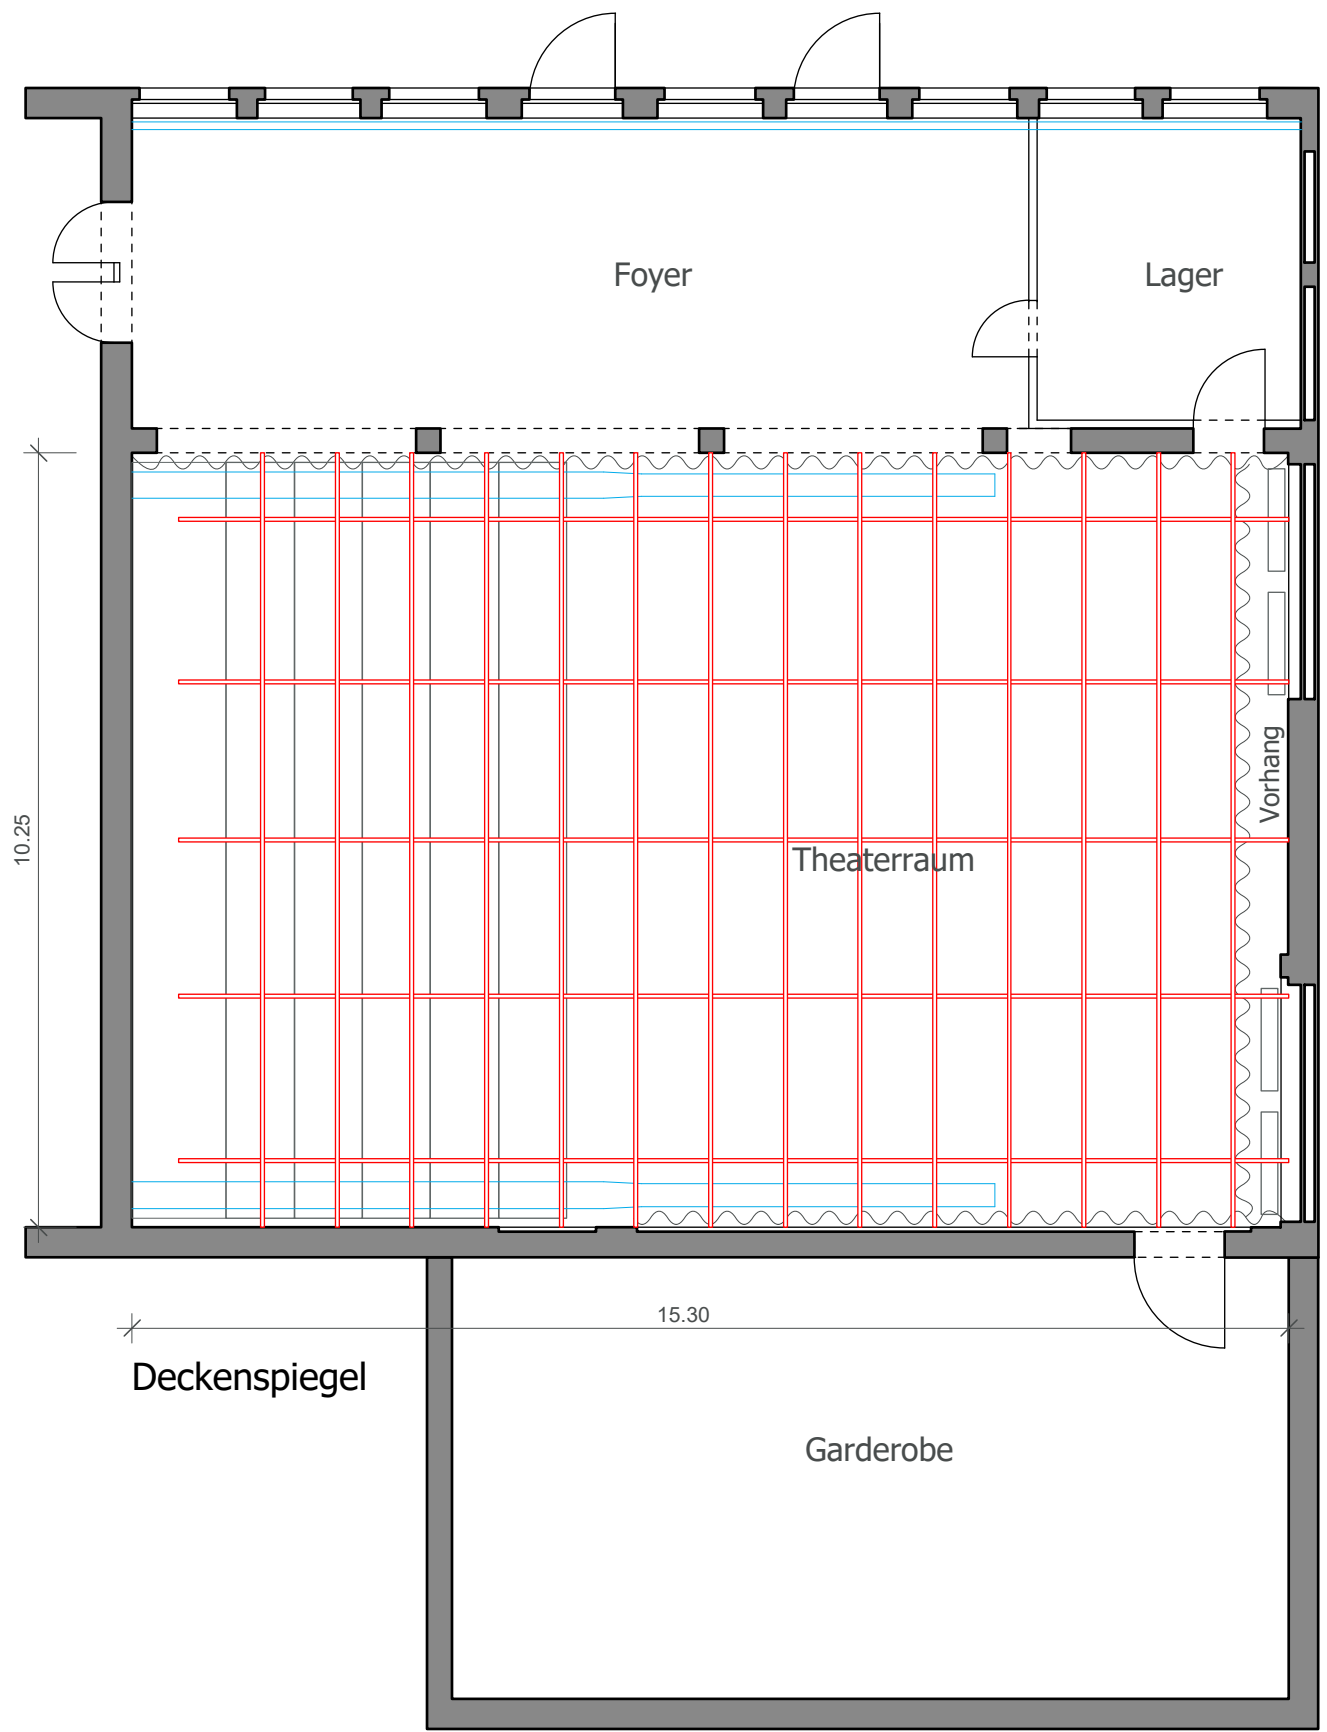 Foyer
Lager
Vorhang
10.25
Theaterraum
15.30
Deckenspiegel
Garderobe